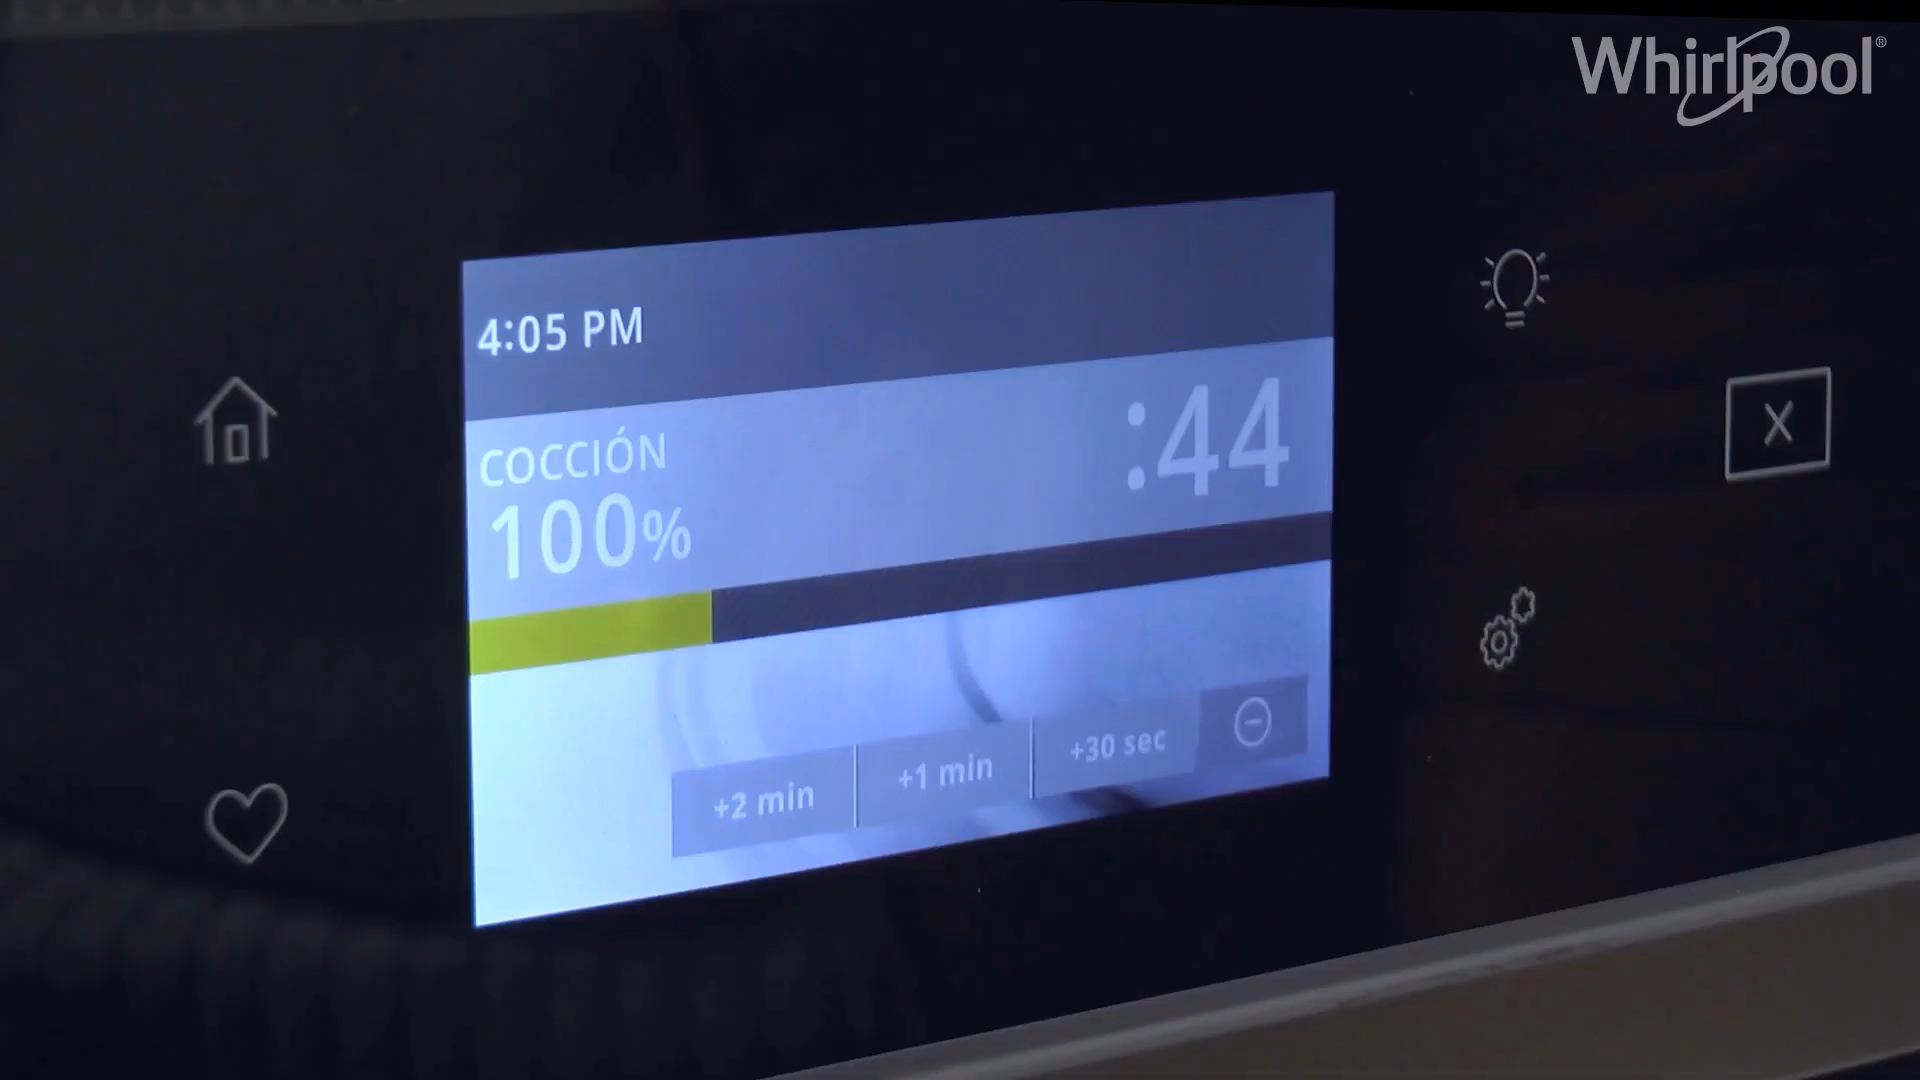 Whirlpool®
4:05 PM
COCCIÓN
:44
100%
+2 min
+1 min
+30 sec
X